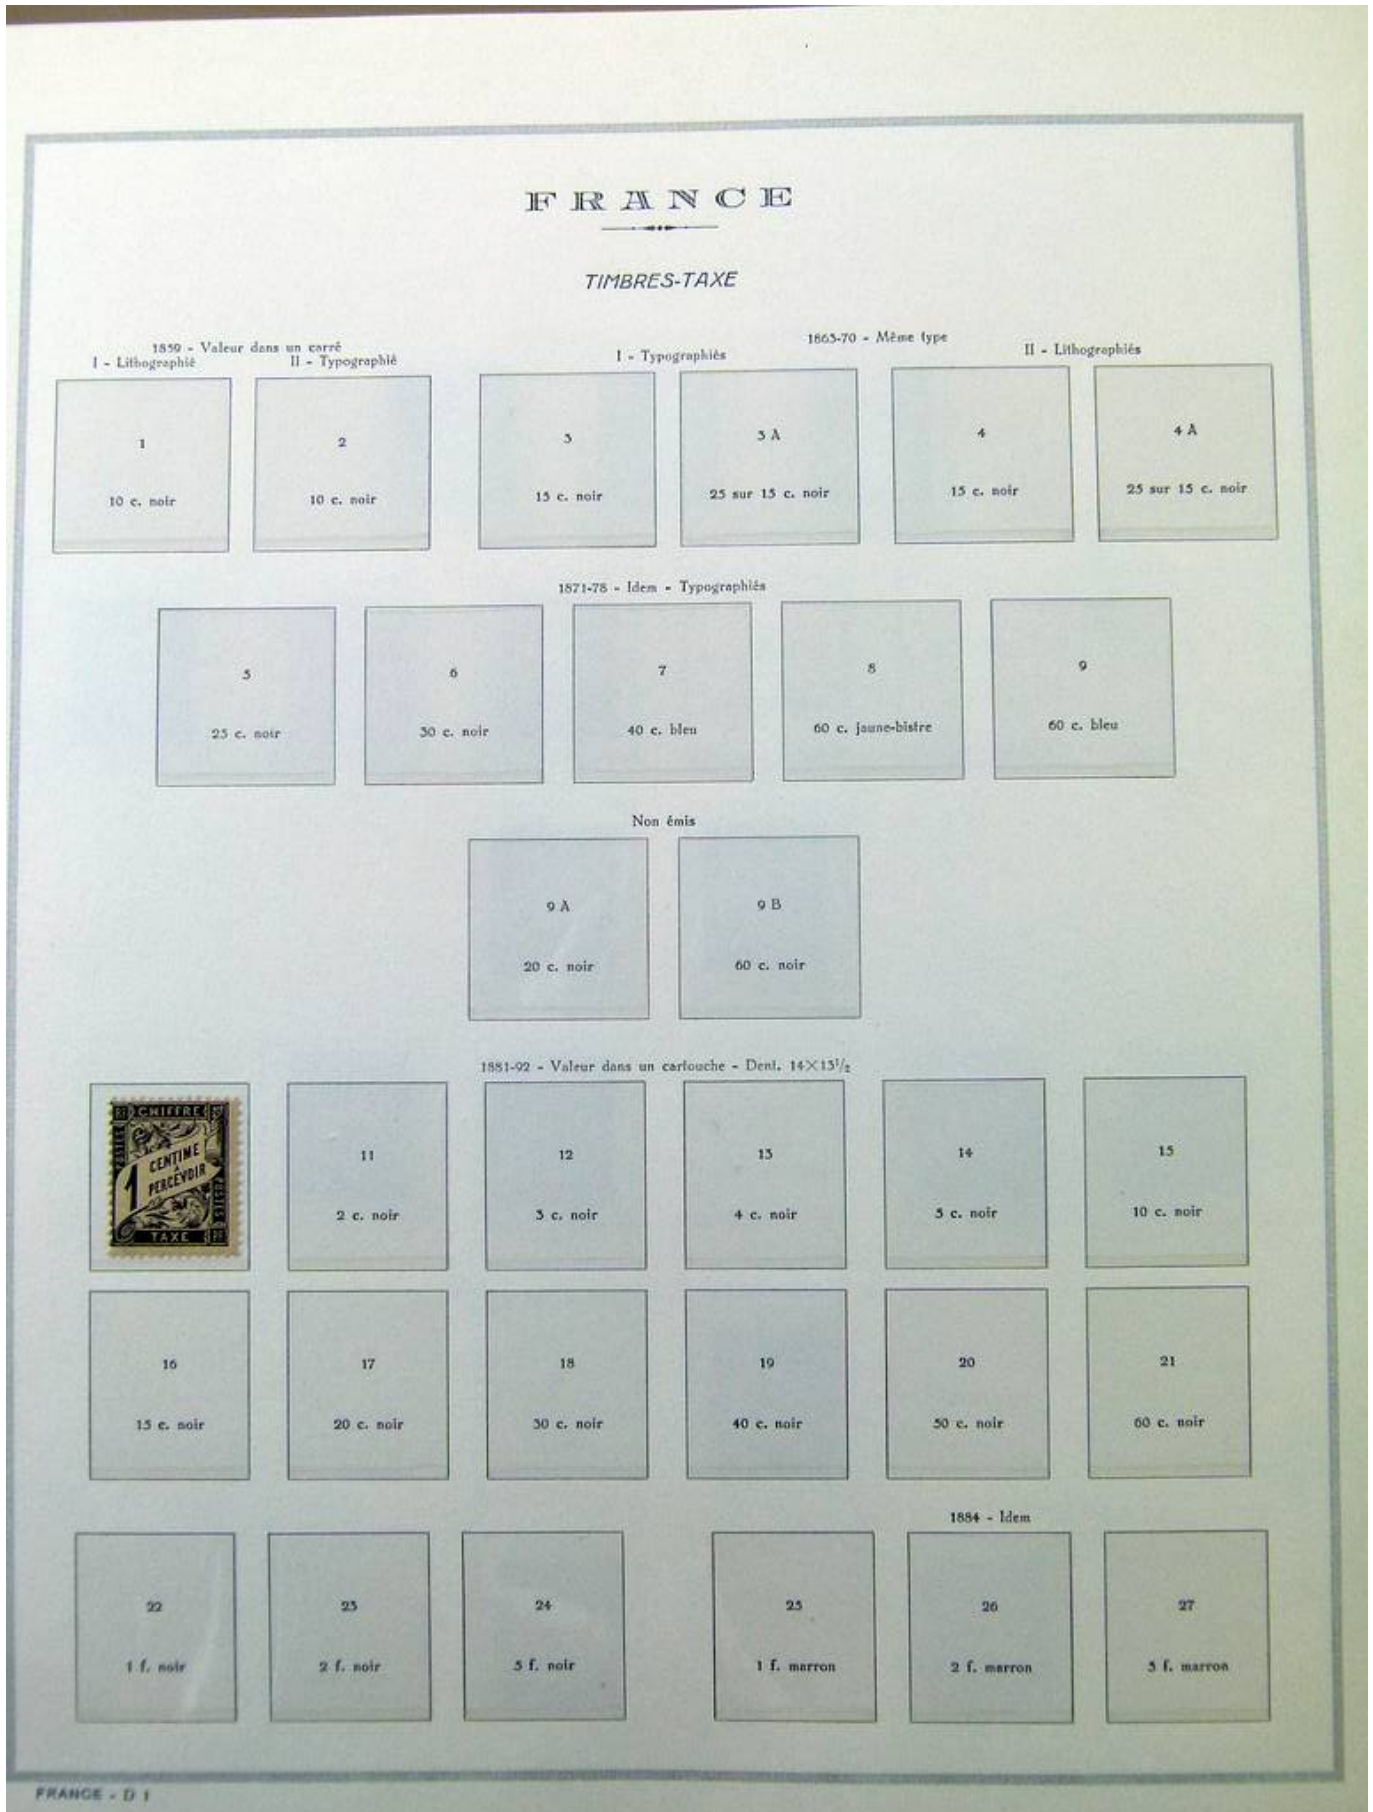 FRANCE
TIMBRES-TAXE
1859 - Valeur dans un carré
I - Lithographié
II - Typographié
1863-70 - Même type
I - Typographiés
II - Lithographiés
1
2
3
3 A
4
4 A
10 c. noir
10 c. noir
15 c. noir
25 sur 15 c. noir
15 c. noir
25 sur 15 c. noir
1871-78 - Idem - Typographiés
5
6
7
8
9
25 c. noir
30 c. noir
40 c. bleu
60 c. jaune-bistre
60 c. bleu
Non émis
9 A
9 B
20 c. noir
60 c. noir
1881-92 - Valeur dans un cartouche - Dent. 14×13½
CHIFFRE
POSTES
1 CENTIME
À
PERCEVOIR
POSTES
TAXE
RF
11
12
13
14
15
2 c. noir
3 c. noir
4 c. noir
5 c. noir
10 c. noir
16
17
18
19
20
21
15 c. noir
20 c. noir
30 c. noir
40 c. noir
50 c. noir
60 c. noir
1884 - Idem
22
23
24
25
26
27
1 f. noir
2 f. noir
5 f. noir
1 f. marron
2 f. marron
5 f. marron
FRANCE - D 1